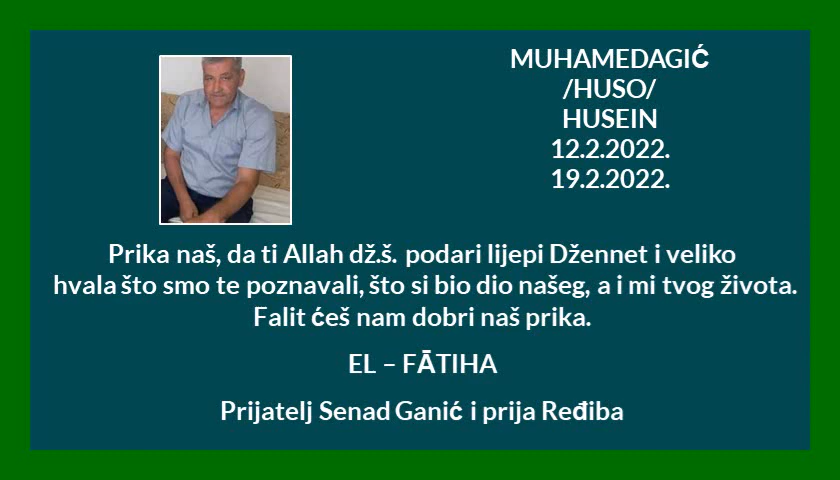 MUHAMEDAGIĆ
/HUSO/
HUSEIN
12.2.2022.
19.2.2022.
Prika naš, da ti Allah dž.š. podari lijepi Džennet i veliko
hvala što smo te poznavali, što si bio dio našeg, a i mi tvog života.
Falit ćeš nam dobri naš prika.
EL – FĀTIHA
Prijatelj Senad Ganić i prija Ređiba